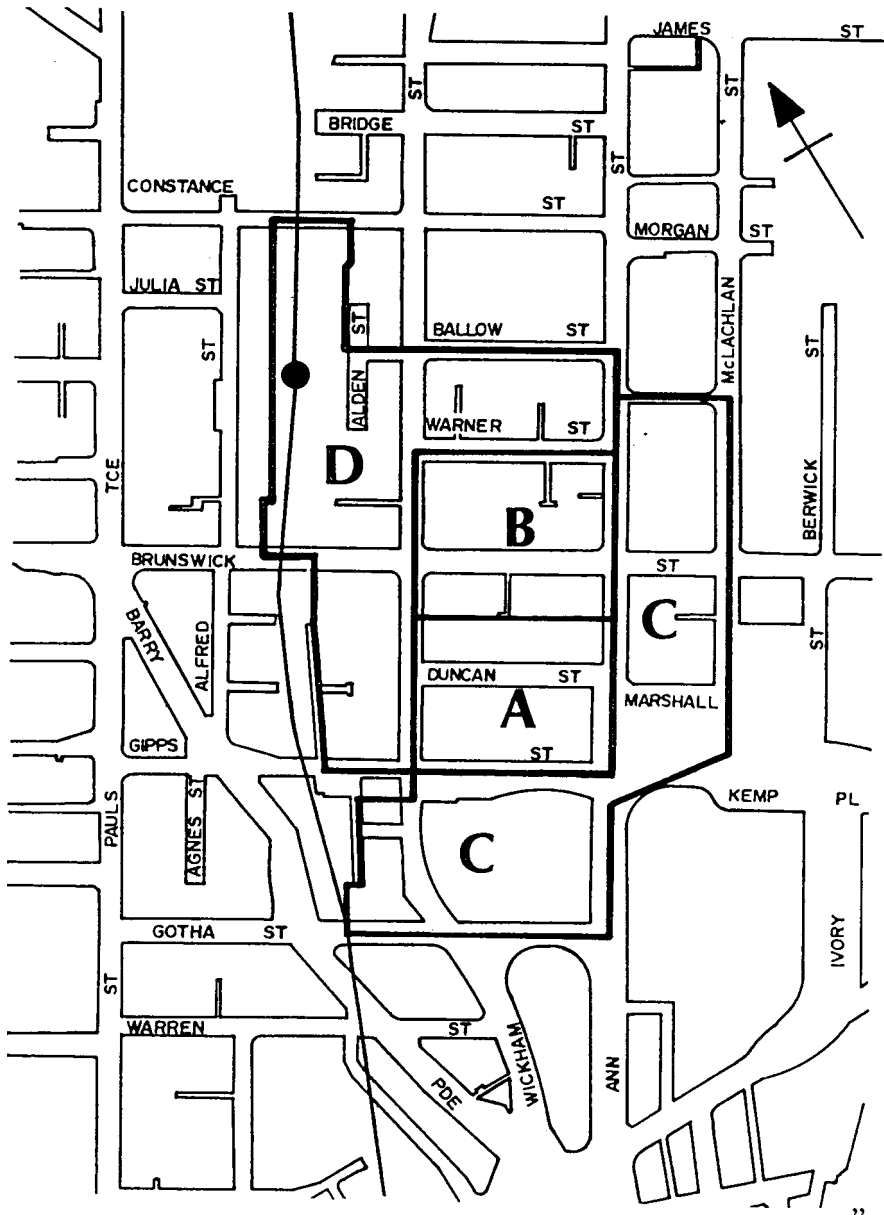 JAMES ST
ST
ST
BRIDGE ST
ST
CONSTANCE ST
MORGAN ST
JULIA ST
BALLOW ST
McLACHLAN
ST
ST
ST
ALDEN
WARNER ST
D
TCE
B
BERWICK
BRUNSWICK ST
BARRY
ALFRED
C
ST
DUNCAN ST
A
MARSHALL
GIPPS ST
PAULS
AGNES ST
KEMP PL
C
GOTHA ST
IVORY
ST
WARREN ST
WICKHAM
ANN
PDE
”